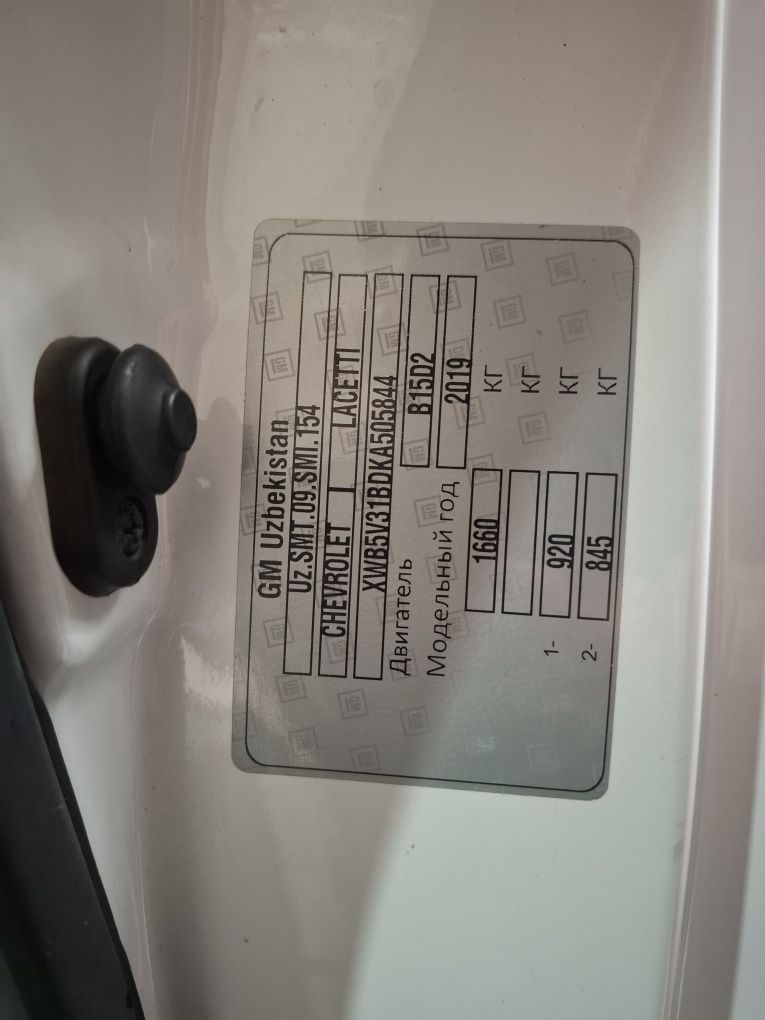 GM Uzbekistan
Uz.SMT.09.SMI.154
CHEVROLET LACETTI
XWB5V31BDKA505844
Двигатель B15D2
Модельный год 2019
1660 КГ
КГ
1- 920 КГ
2- 845 КГ